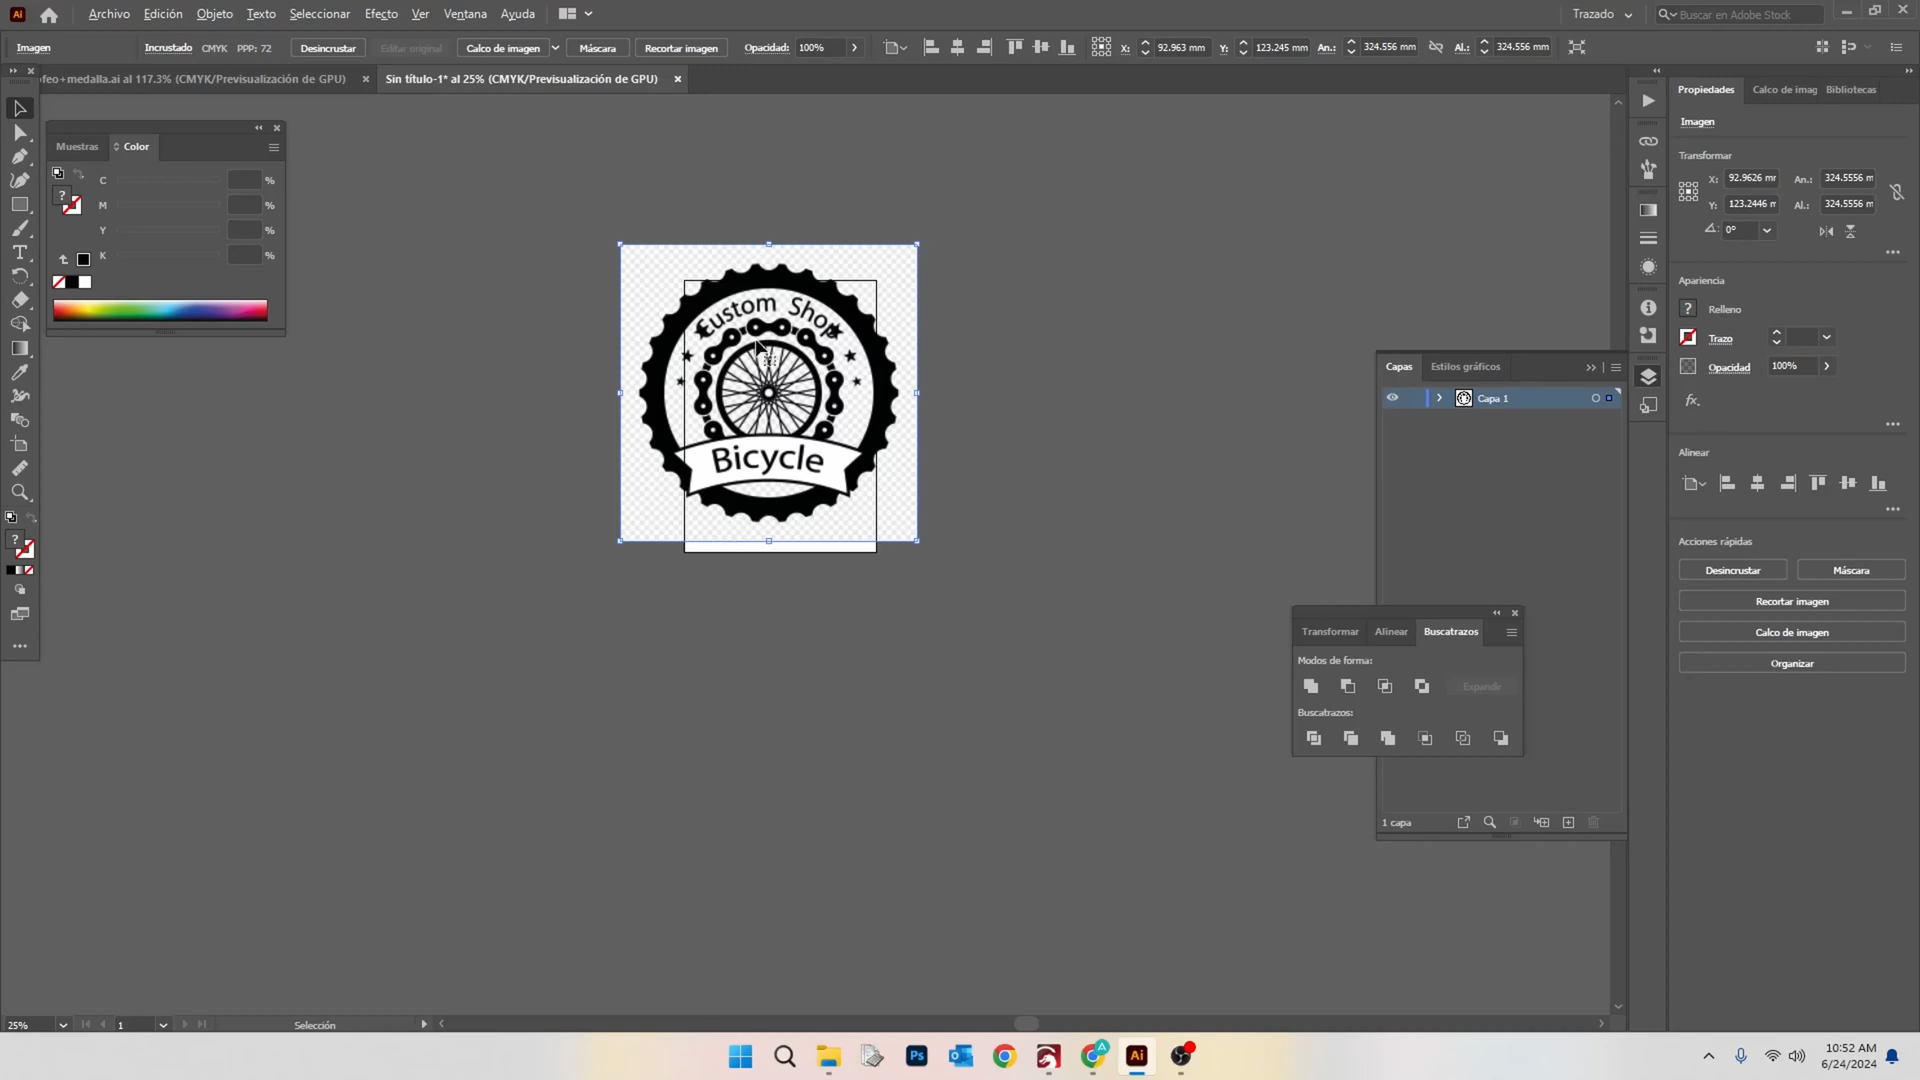 Ai Archivo Edición Objeto Texto Seleccionar Efecto Ver Ventana Ayuda Trazado Buscar en Adobe Stock
Imagen Incrustado CMYK PPP: 72 Desincrustar Editar original Calco de imagen Máscara Recortar imagen Opacidad: 100% X: 92.963 mm Y: 123.245 mm An.: 324.556 mm Al.: 324.556 mm
ofeo+medalla.ai al 117.3% (CMYK/Previsualización de GPU) Sin título-1* al 25% (CMYK/Previsualización de GPU)
Muestras Color
C %
M %
Y %
K %
?
?
Custom Shop
Bicycle
Propiedades Calco de imag Bibliotecas
Imagen
Transformar
X: 92.9626 mr An.: 324.5556 m
Y: 123.2446 m Al.: 324.5556 m
0°
Apariencia
? Relleno
Trazo
Opacidad 100%
fx.
Alinear
Acciones rápidas
Desincrustar Máscara
Recortar imagen
Calco de imagen
Organizar
Capas Estilos gráficos
Capa 1
Transformar Alinear Buscatrazos
Modos de forma:
Expandir
Buscatrazos:
1 capa
25% 1 Selección
Ps Ai
10:52 AM
6/24/2024